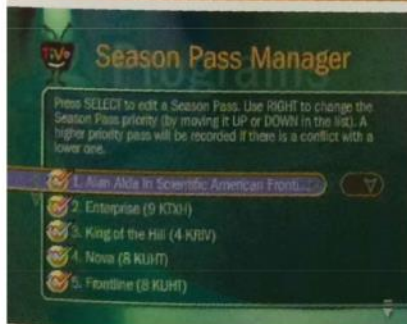 TiVo
Season Pass Manager
Press SELECT to edit a Season Pass. Use RIGHT to change the
Season Pass priority (by moving it UP or DOWN in the list). A
higher priority pass will be recorded if there is a conflict with a
lower one.
1. Alan Alda in Scientific American Fronti...
2. Enterprise (9 KTXH)
3. King of the Hill (4 KRIV)
4. Nova (8 KUHT)
5. Frontline (8 KUHT)